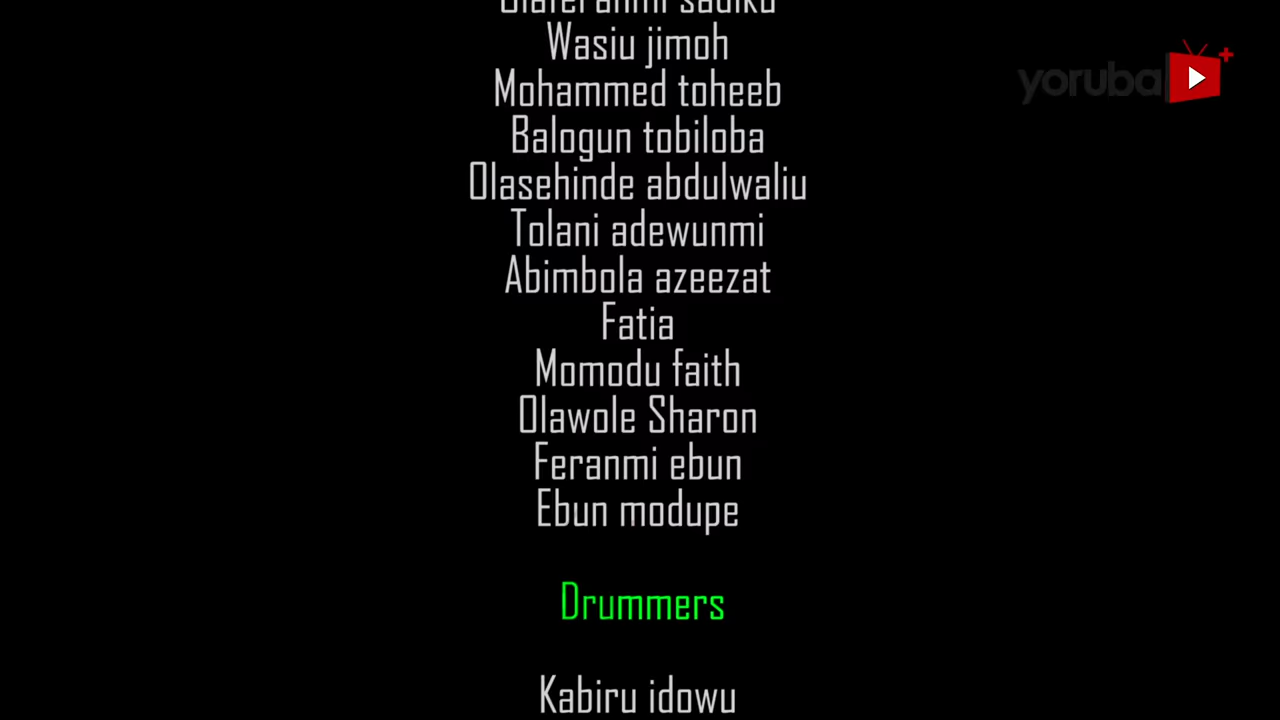 Wasiu jimoh
yoruba
Mohammed toheeb
Balogun tobiloba
Olasehinde abdulwaliu
Tolani adewunmi
Abimbola azeezat
Fatia
Momodu faith
Olawole Sharon
Feranmi ebun
Ebun modupe
Drummers
Kabiru idowu